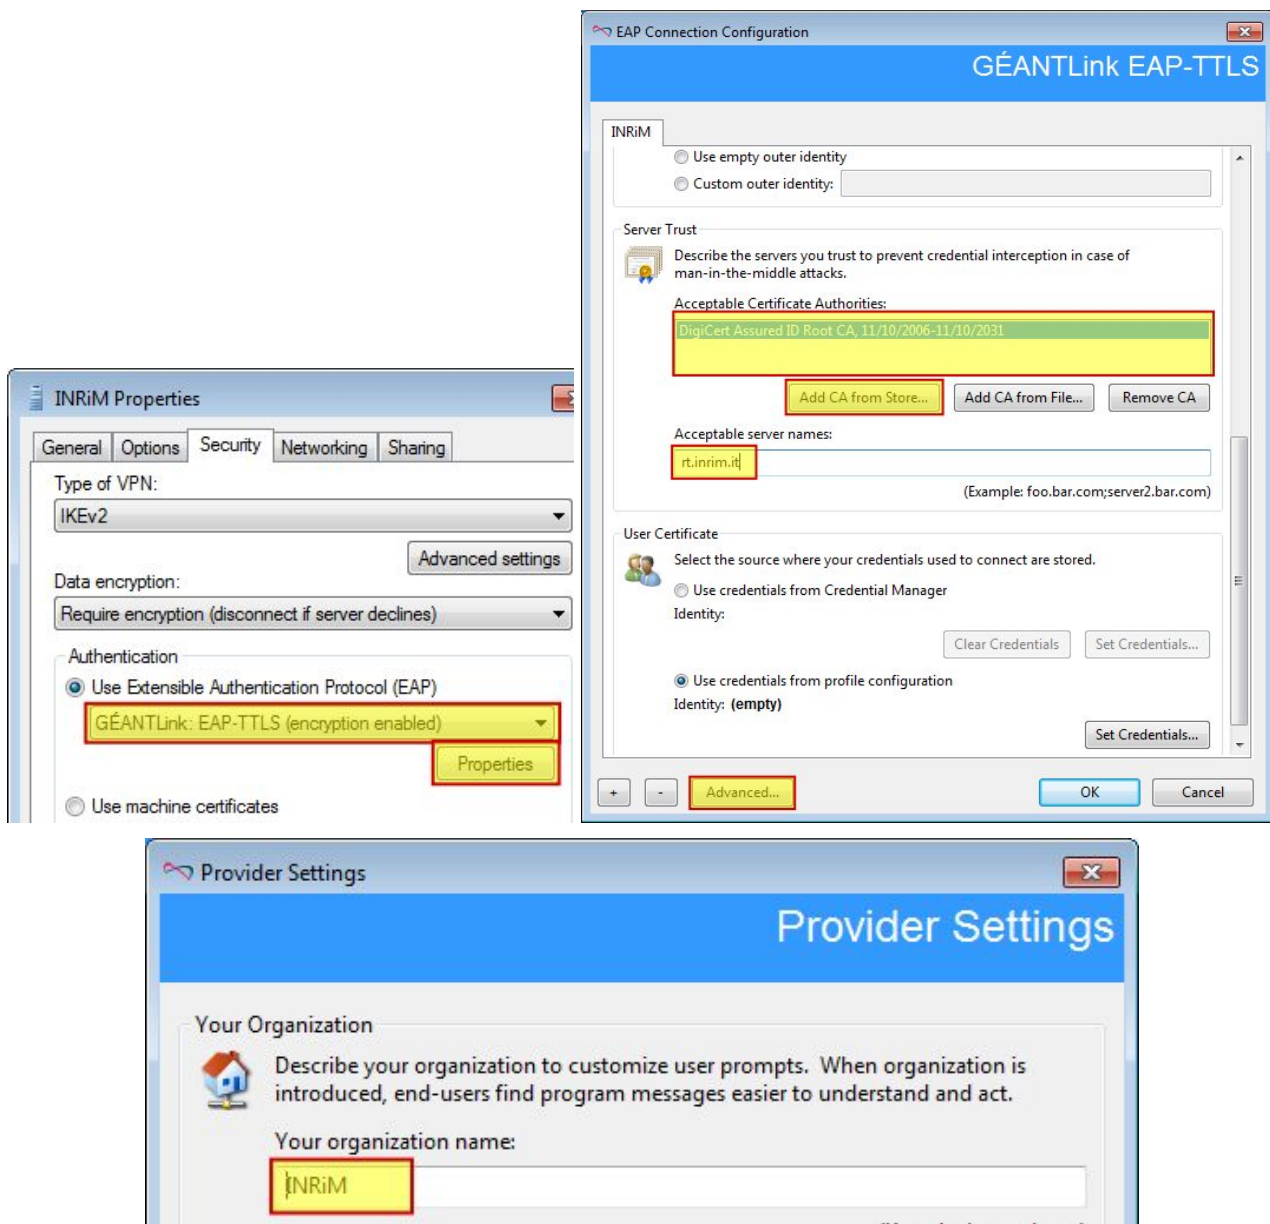 INRiM Properties
General Options Security Networking Sharing
Type of VPN:
IKEv2
Advanced settings
Data encryption:
Require encryption (disconnect if server declines)
Authentication
Use Extensible Authentication Protocol (EAP)
GÉANTLink: EAP-TTLS (encryption enabled)
Properties
Use machine certificates
EAP Connection Configuration
GÉANTLink EAP-TTLS
INRiM
Use empty outer identity
Custom outer identity:
Server Trust
Describe the servers you trust to prevent credential interception in case of
man-in-the-middle attacks.
Acceptable Certificate Authorities:
DigiCert Assured ID Root CA, 11/10/2006-11/10/2031
Add CA from Store... Add CA from File... Remove CA
Acceptable server names:
rt.inrim.it
(Example: foo.bar.com;server2.bar.com)
User Certificate
Select the source where your credentials used to connect are stored.
Use credentials from Credential Manager
Identity:
Clear Credentials Set Credentials...
Use credentials from profile configuration
Identity: (empty)
Set Credentials...
+ - Advanced... OK Cancel
Provider Settings
Provider Settings
Your Organization
Describe your organization to customize user prompts. When organization is
introduced, end-users find program messages easier to understand and act.
Your organization name:
INRiM